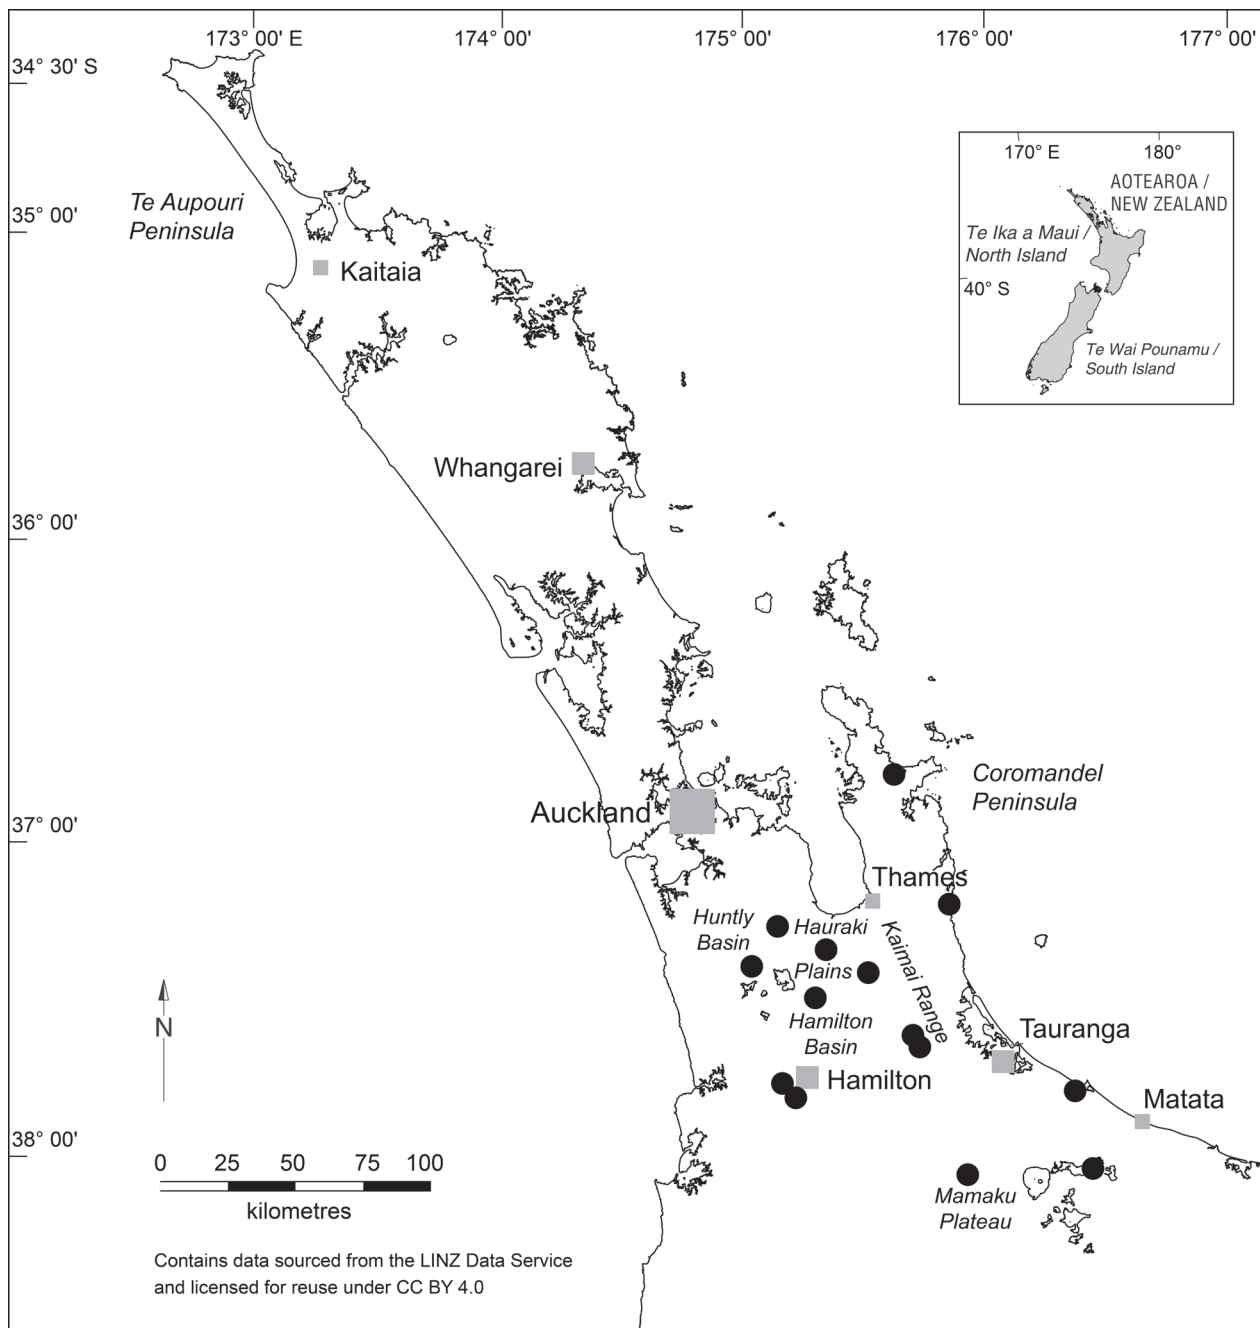 173° 00' E
174° 00'
175° 00'
176° 00'
177° 00'
34° 30' S
170° E
180°
AOTEAROA /
NEW ZEALAND
Te Ika a Maui /
North Island
40° S
Te Wai Pounamu /
South Island
Te Aupouri
Peninsula
35° 00'
Kaitaia
Whangarei
36° 00'
Coromandel
Peninsula
Auckland
37° 00'
Thames
Huntly
Basin
Hauraki
Plains
Kaimai Range
Hamilton
Basin
N
Tauranga
Hamilton
Matata
38° 00'
0 25 50 75 100
kilometres
Mamaku
Plateau
Contains data sourced from the LINZ Data Service
and licensed for reuse under CC BY 4.0